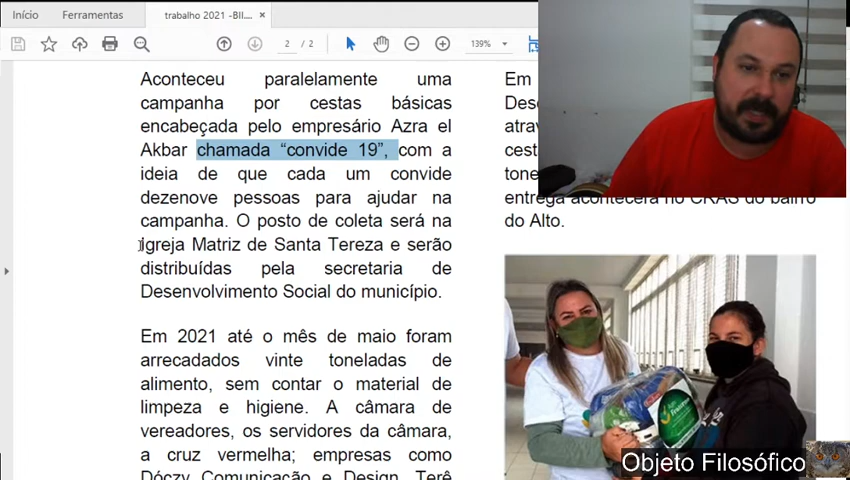 Início
Ferramentas
trabalho 2021 -BII....
×
2 / 2
139%
Aconteceu paralelamente uma
campanha por cestas básicas
encabeçada pelo empresário Azra el
Akbar chamada “convide 19”, com a
ideia de que cada um convide
dezenove pessoas para ajudar na
campanha. O posto de coleta será na
igreja Matriz de Santa Tereza e serão
distribuídas pela secretaria de
Desenvolvimento Social do município.
Em 2021 até o mês de maio foram
arrecadados vinte toneladas de
alimento, sem contar o material de
limpeza e higiene. A câmara de
vereadores, os servidores da câmara,
a cruz vermelha; empresas como
Dóczy Comunicação e Design, Terê
Em
entrega acontecerá no CRAS do bairro
do Alto.
Objeto Filosófico